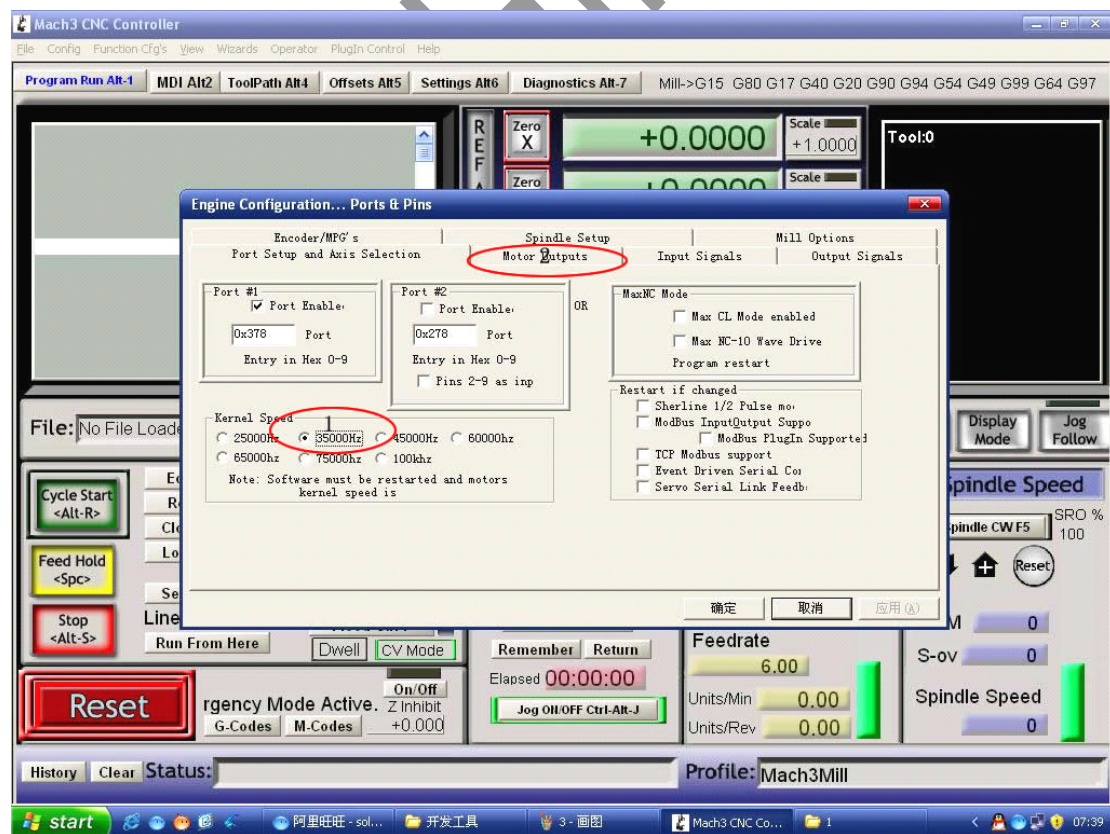 Mach3 CNC Controller
File Config Function Cfg's View Wizards Operator PlugIn Control Help
Program Run Alt-1 MDI Alt2 ToolPath Alt4 Offsets Alt5 Settings Alt6 Diagnostics Alt-7 Mill->G15 G80 G17 G40 G20 G90 G94 G54 G49 G99 G64 G97
REF
Zero X +0.0000 Scale +1.0000
Tool:0
Zero Scale
Engine Configuration... Ports & Pins
Encoder/MPG's Spindle Setup Mill Options
Port Setup and Axis Selection Motor Outputs Input Signals Output Signals
2
Port #1
Port Enable
0x378 Port
Entry in Hex 0-9
Port #2
Port Enable
0x278 Port
Entry in Hex 0-9
Pins 2-9 as inp
OR
MaxNC Mode
Max CL Mode enabled
Max NC-10 Wave Drive
Program restart
Restart if changed
Sherline 1/2 Pulse mo
ModBus InputOutput Suppo
ModBus PlugIn Supported
TCP Modbus support
Event Driven Serial
Servo Serial Link Feedb
Kernel Speed
1
25000Hz 35000Hz 45000Hz 60000hz
65000hz 75000hz 100khz
Note: Software must be restarted and motors
kernel speed is
确定 取消 应用(A)
File: No File Loade
Display Mode
Jog Follow
Cycle Start
<Alt-R>
Feed Hold
<Spc>
Stop
<Alt-S>
Line
Run From Here
Dwell CV Mode
Reset
rgency Mode Active.
On/Off
Z Inhibit
+0.000
G-Codes M-Codes
Remember Return
Elapsed 00:00:00
Jog ON/OFF Ctrl-Alt-J
Feedrate
6.00
Units/Min 0.00
Units/Rev 0.00
pindle Speed
pindle CW F5
SRO %
100
Reset
M 0
S-ov 0
Spindle Speed
0
History Clear Status:
Profile: Mach3Mill
start 阿里旺旺 - sol... 开发工具 3 - 画图 Mach3 CNC Co... 1 07:39